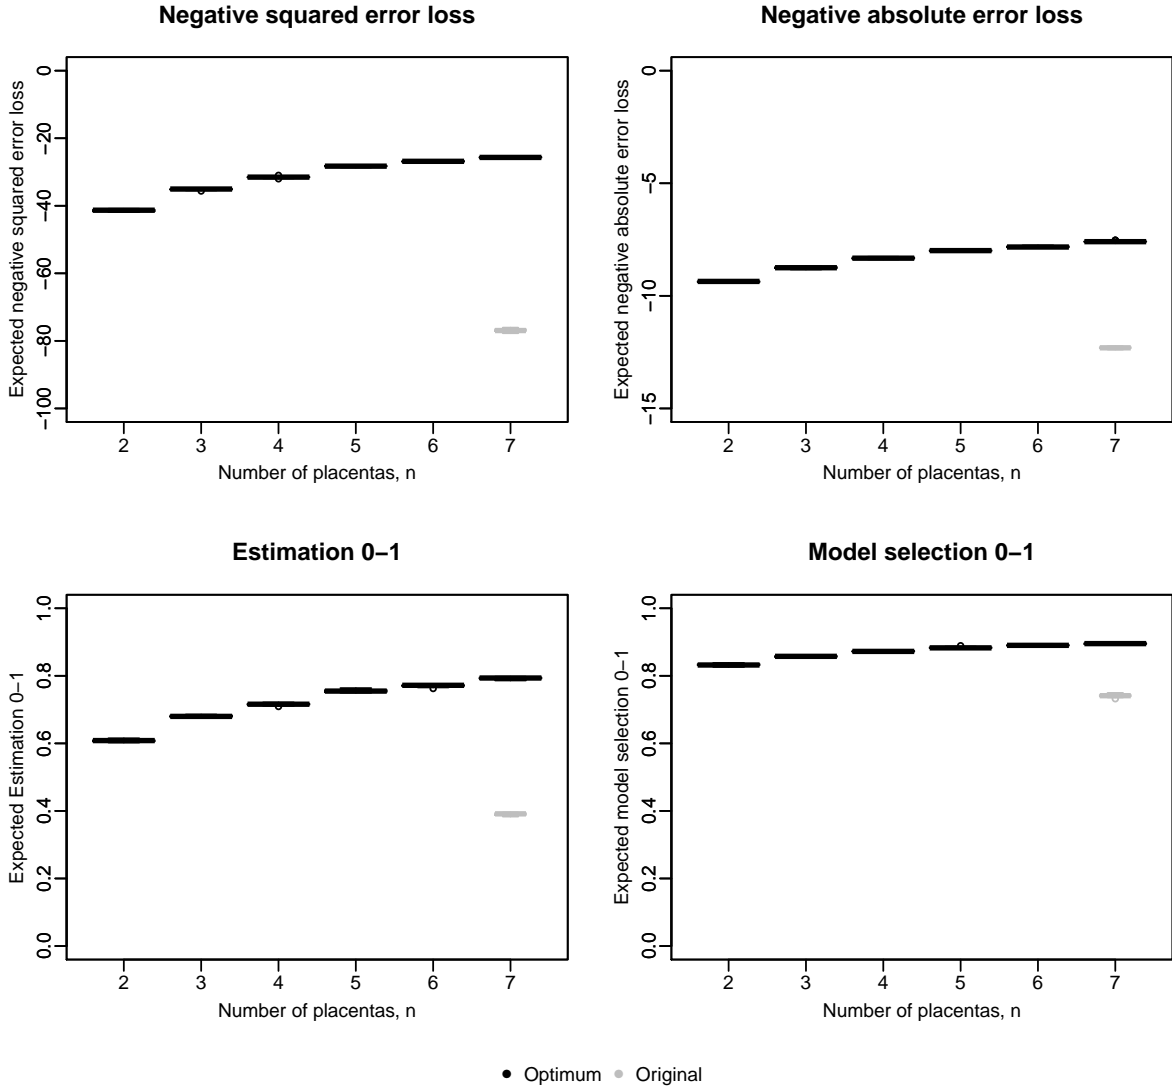 Negative squared error loss
Expected negative squared error loss
0
−20
−40
−60
−80
−100
2 3 4 5 6 7
Number of placentas, n
Negative absolute error loss
Expected negative absolute error loss
0
−5
−10
−15
2 3 4 5 6 7
Number of placentas, n
Estimation 0−1
Expected Estimation 0−1
1.0
0.8
0.6
0.4
0.2
0.0
2 3 4 5 6 7
Number of placentas, n
Model selection 0−1
Expected model selection 0−1
1.0
0.8
0.6
0.4
0.2
0.0
2 3 4 5 6 7
Number of placentas, n
Optimum Original